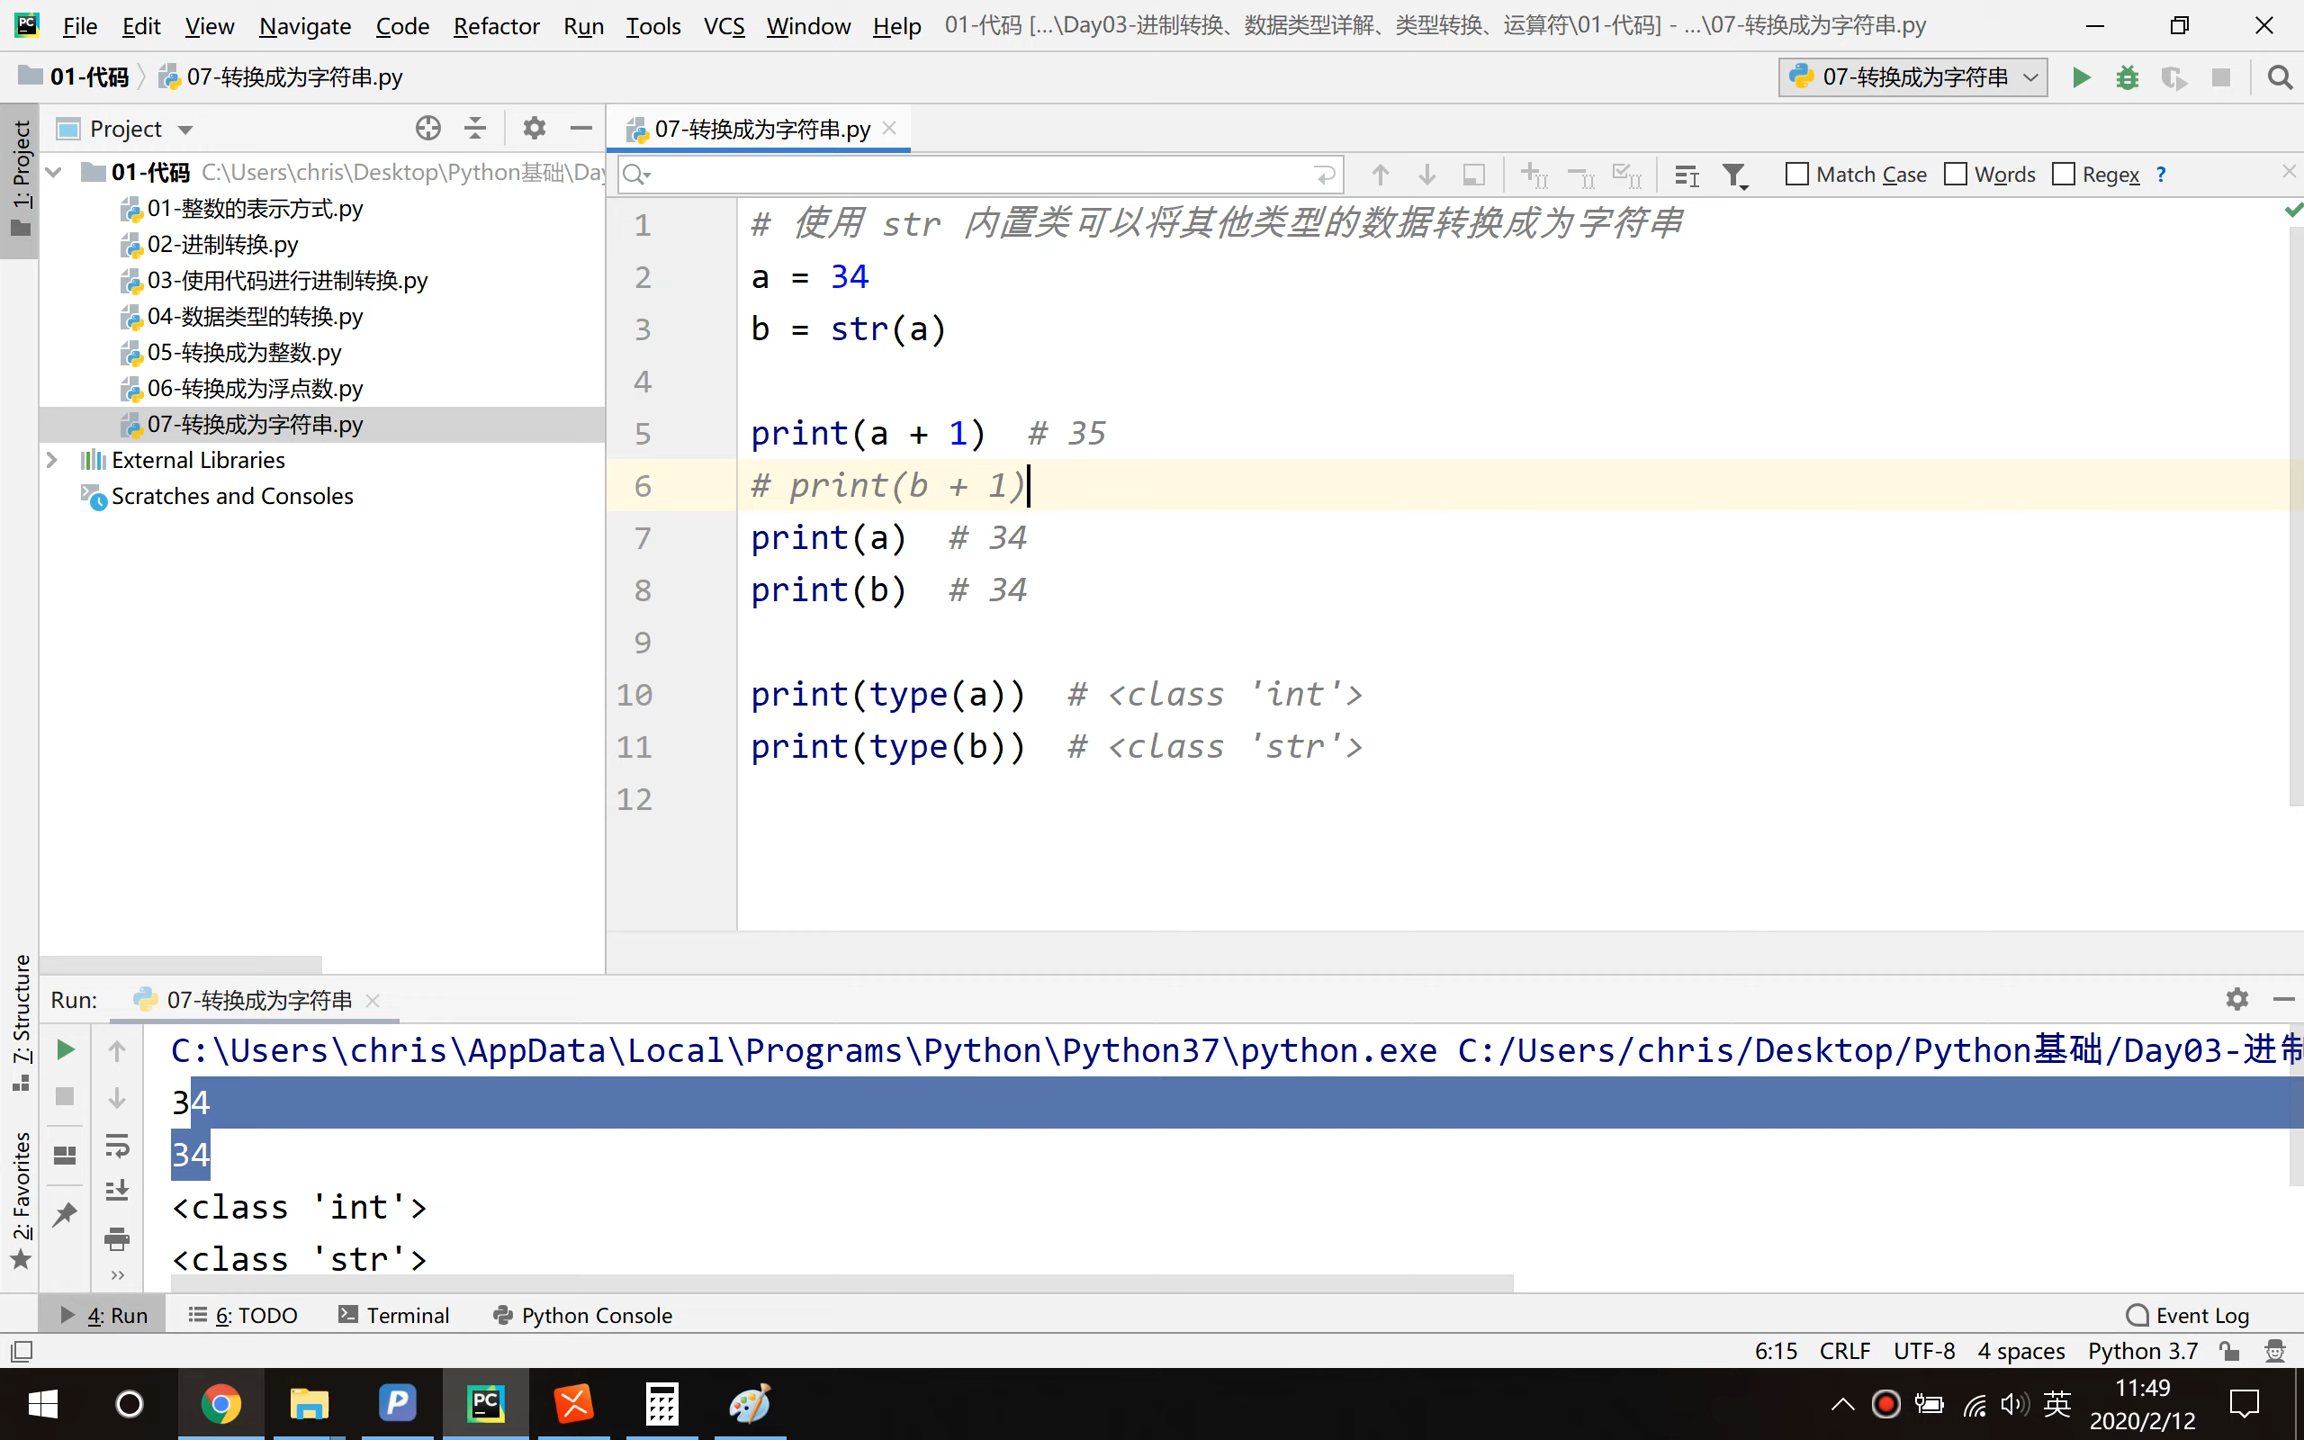 File Edit View Navigate Code Refactor Run Tools VCS Window Help 01-代码 [...\Day03-进制转换、数据类型详解、类型转换、运算符\01-代码] - ...\07-转换成为字符串.py
01-代码 07-转换成为字符串.py
07-转换成为字符串
1: Project
Project
07-转换成为字符串.py
01-代码 C:\Users\chris\Desktop\Python基础\Day
01-整数的表示方式.py
02-进制转换.py
03-使用代码进行进制转换.py
04-数据类型的转换.py
05-转换成为整数.py
06-转换成为浮点数.py
07-转换成为字符串.py
External Libraries
Scratches and Consoles
Match Case Words Regex ?
1 # 使用 str 内置类可以将其他类型的数据转换成为字符串
2 a = 34
3 b = str(a)
4
5 print(a + 1)  # 35
6 # print(b + 1)
7 print(a)  # 34
8 print(b)  # 34
9
10 print(type(a))  # <class 'int'>
11 print(type(b))  # <class 'str'>
12
7: Structure
2: Favorites
Run: 07-转换成为字符串
C:\Users\chris\AppData\Local\Programs\Python\Python37\python.exe C:/Users/chris/Desktop/Python基础/Day03-进制
34
34
<class 'int'>
<class 'str'>
4: Run 6: TODO Terminal Python Console Event Log
6:15 CRLF UTF-8 4 spaces Python 3.7
PC
英
11:49
2020/2/12